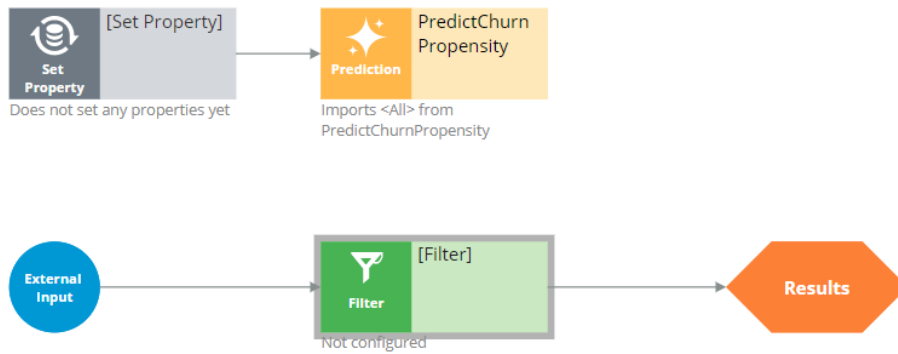 [Set Property]
Set
Property
Does not set any properties yet
PredictChurn
Propensity
Prediction
Imports <All> from
PredictChurnPropensity
External
Input
[Filter]
Filter
Not configured
Results